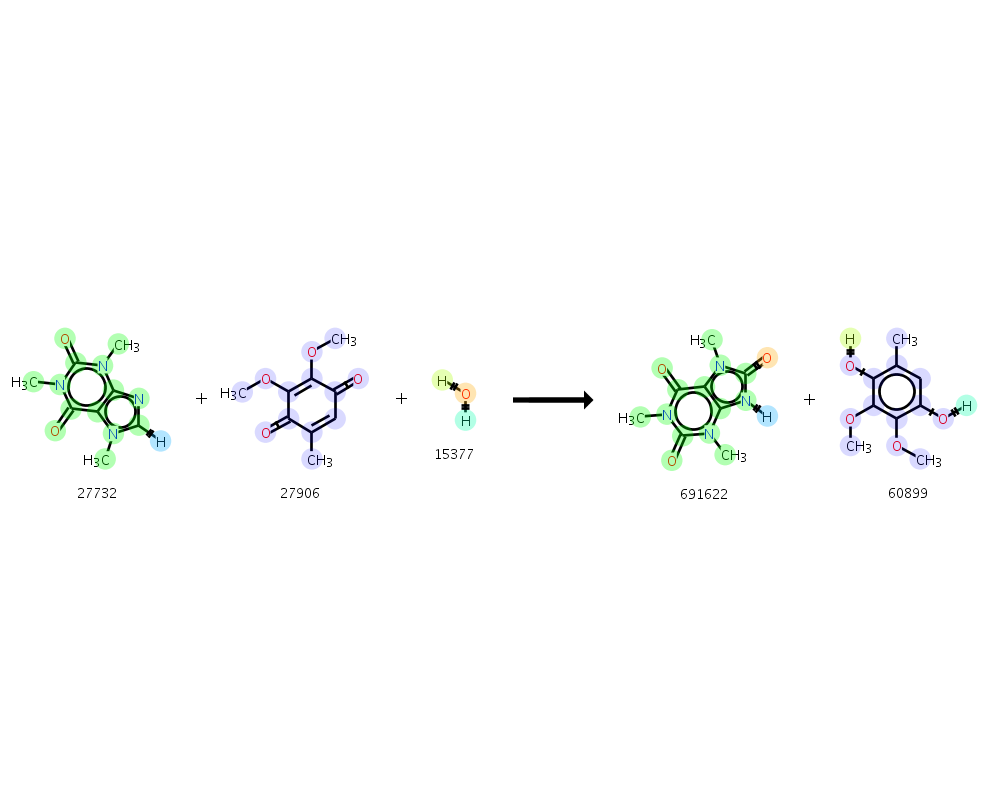 O CH3 N H3C N N O N H H3C
+
O CH3 O H3C O O CH3
+
H O H
H3C N O O N H3C N H N O CH3
+
H O CH3 O H O CH3 O CH3
15377
27732 27906 691622 60899